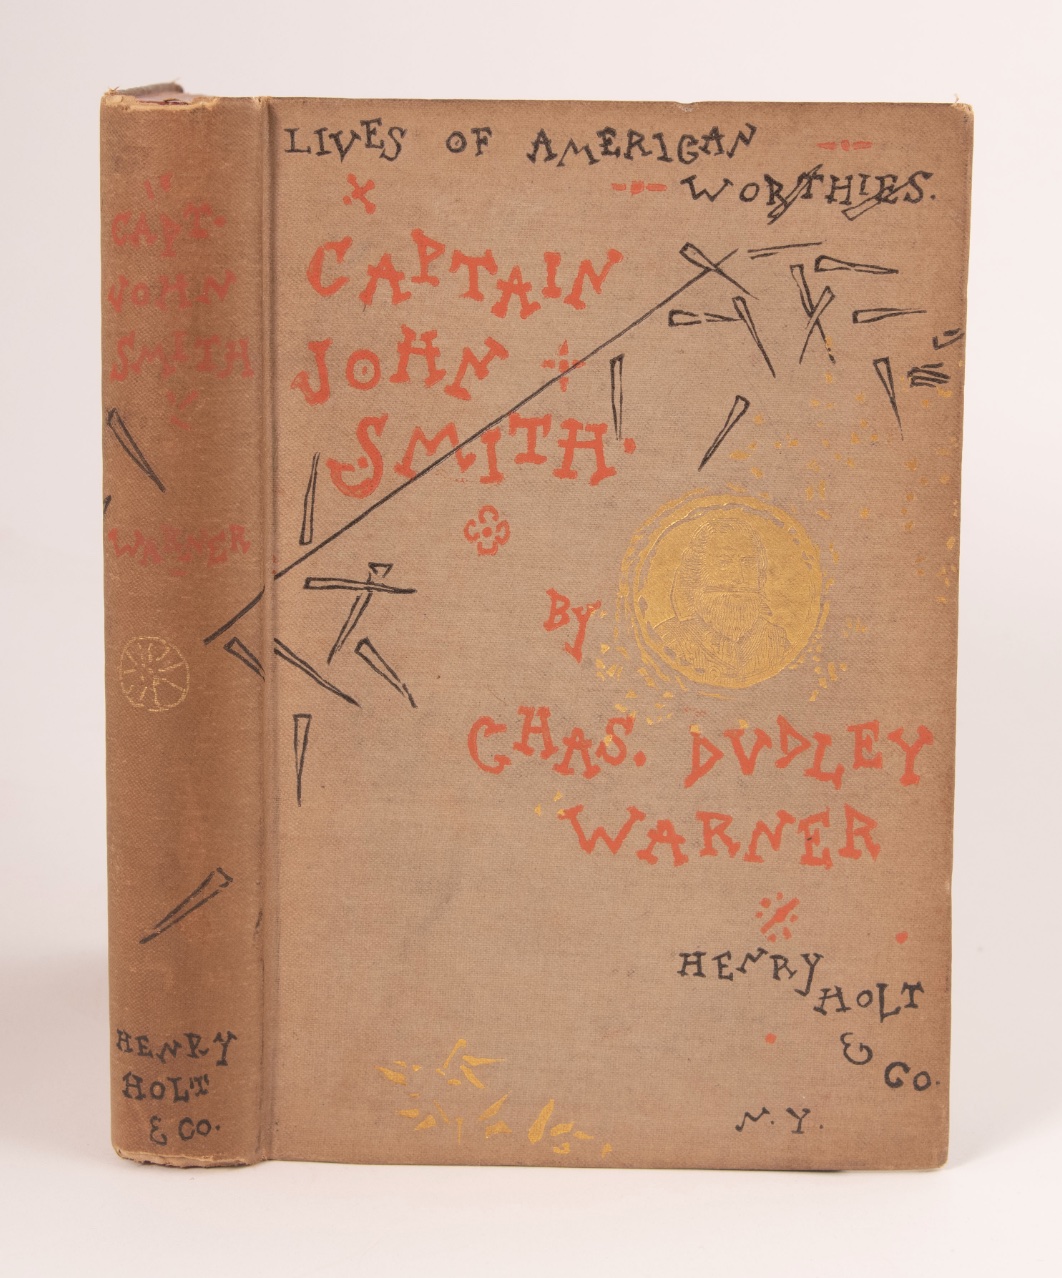 CAPT.
JOHN
SMITH
WARNER
HENRY
HOLT
& CO.
LIVES OF AMERICAN
WORTHIES.
CAPTAIN
JOHN
SMITH.
BY
CHAS. DUDLEY
WARNER
HENRY
HOLT
&
CO.
N.Y.